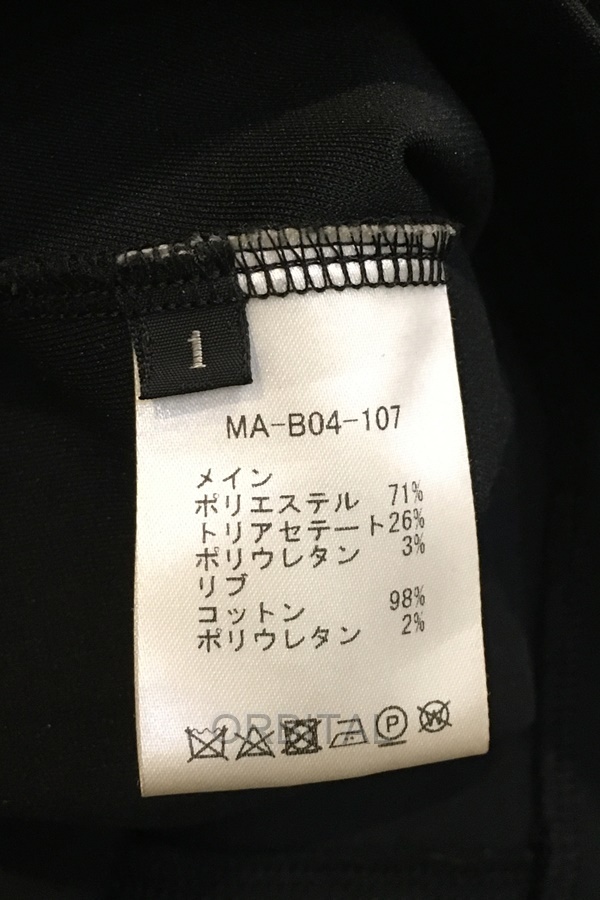 1
MA-B04-107
メイン
ポリエステル 71%
トリアセテート26%
ポリウレタン 3%
リブ
コットン 98%
ポリウレタン 2%
ORBITAL
P
W